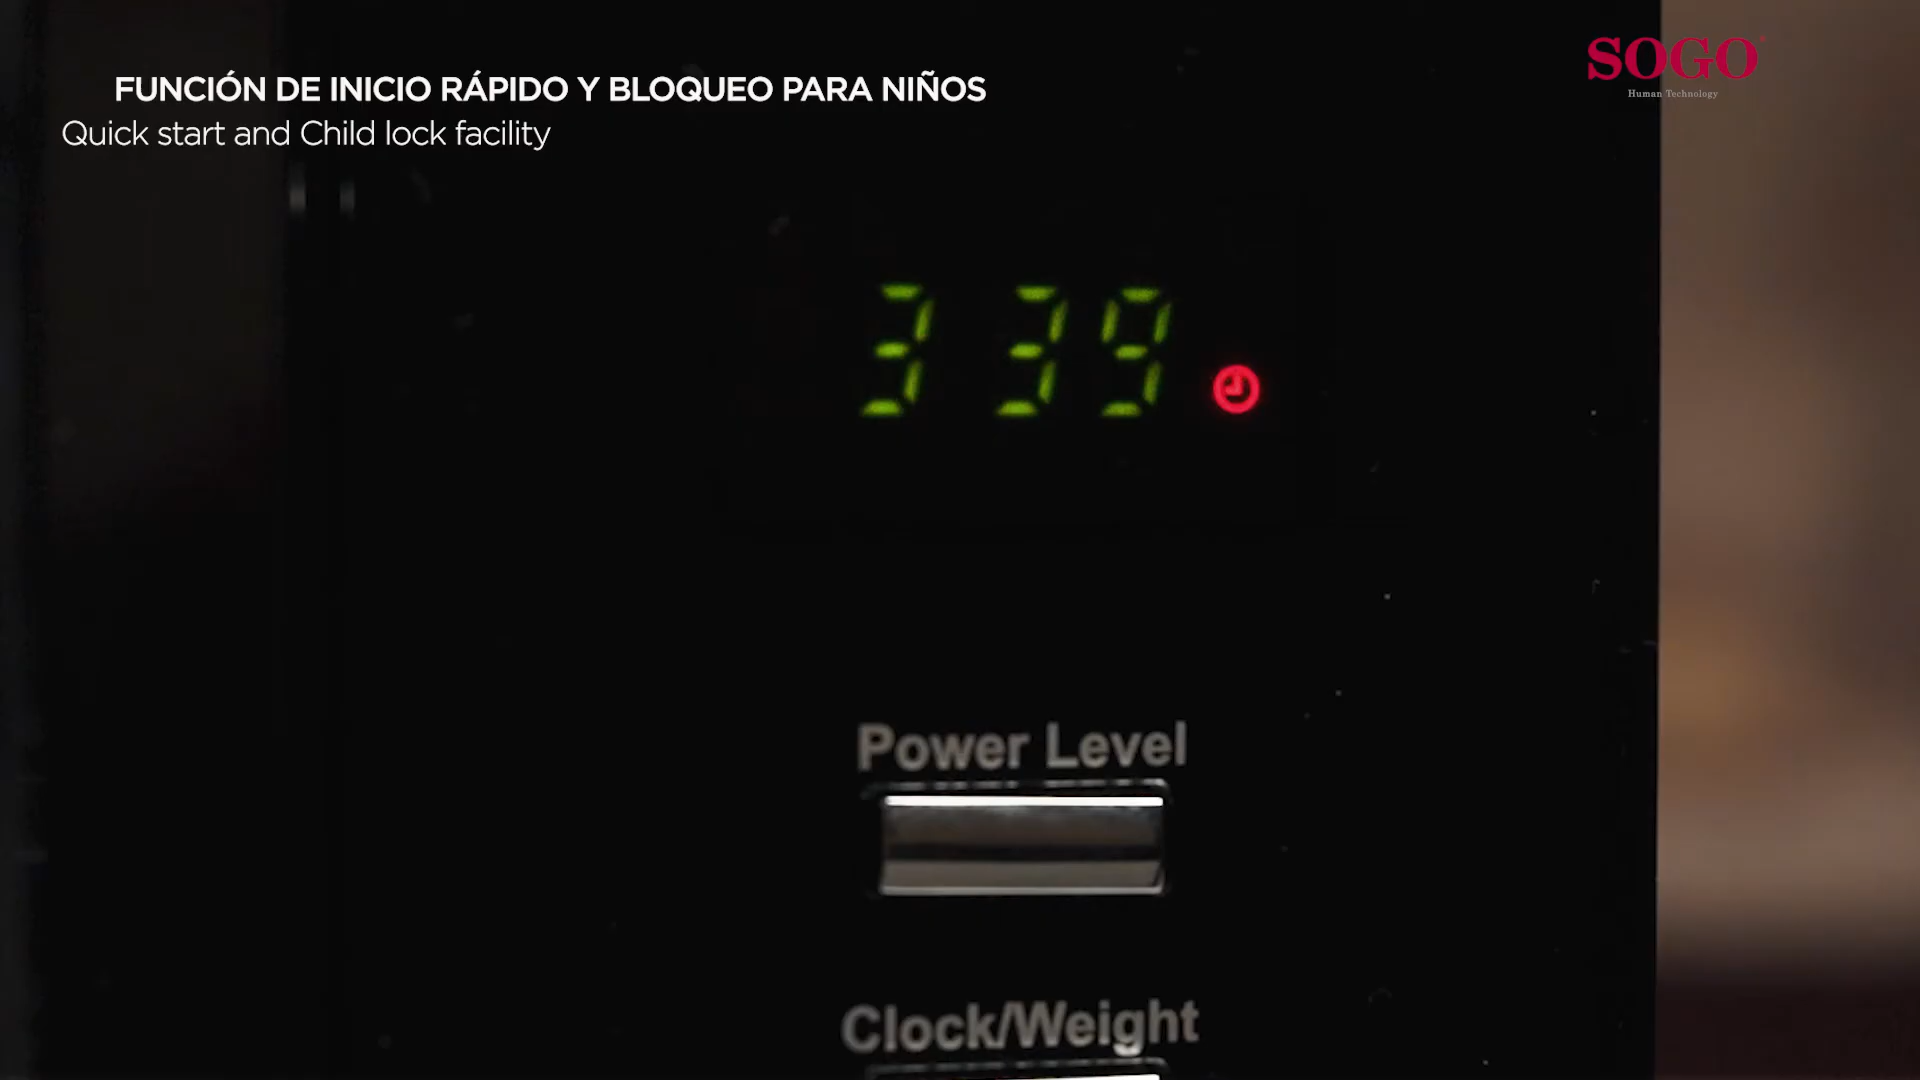 FUNCIÓN DE INICIO RÁPIDO Y BLOQUEO PARA NIÑOS
Quick start and Child lock facility
SOGO
Human Technology
3 39
Power Level
Clock/Weight